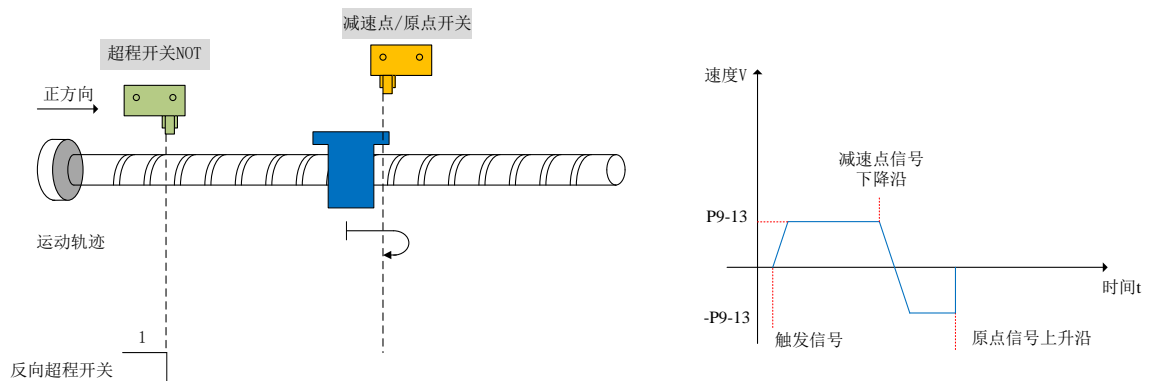 减速点/原点开关
超程开关NOT
正方向
运动轨迹
1
反向超程开关
速度V
减速点信号
下降沿
P9-13
时间t
-P9-13
触发信号
原点信号上升沿